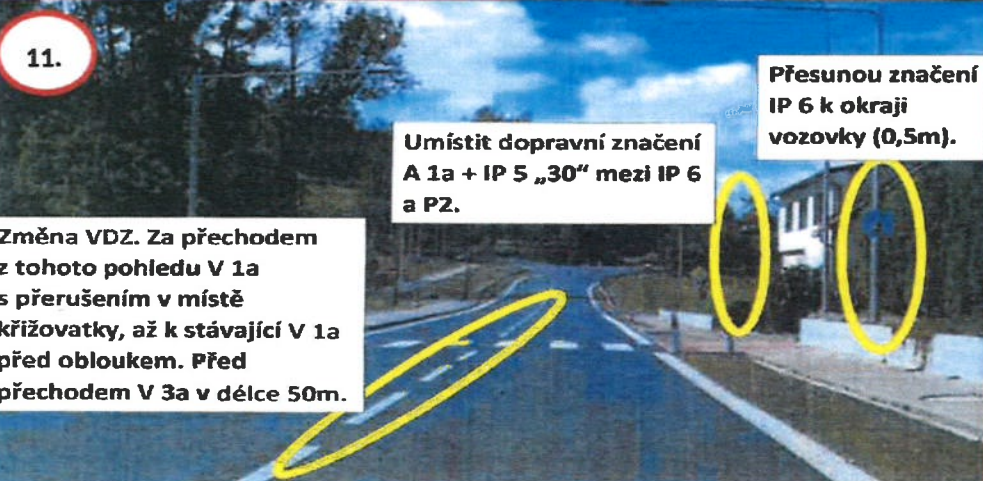 11.
Přesunou značení
IP 6 k okraji
vozovky (0,5m).
Umístit dopravní značení
A 1a + IP 5 „30“ mezi IP 6
a P2.
Změna VDZ. Za přechodem
z tohoto pohledu V 1a
s přerušením v místě
křižovatky, až k stávající V 1a
před obloukem. Před
přechodem V 3a v délce 50m.